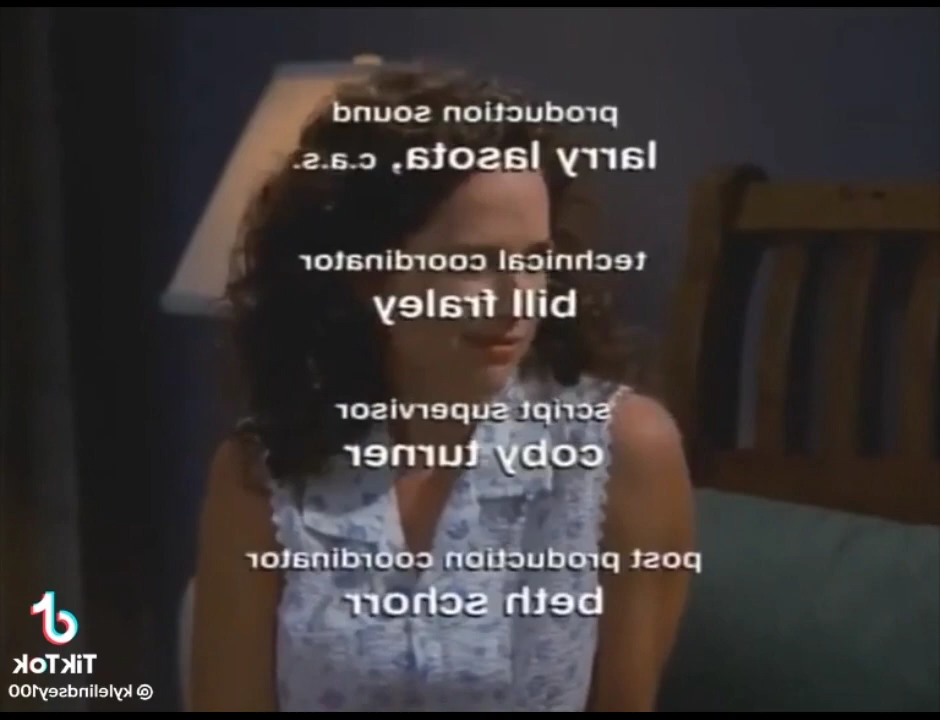 production sound
larry lasota, c.a.s.
technical coordinator
bill fraley
script supervisor
coby turner
post production coordinator
beth schorr
TikTok
@kylelindsey100